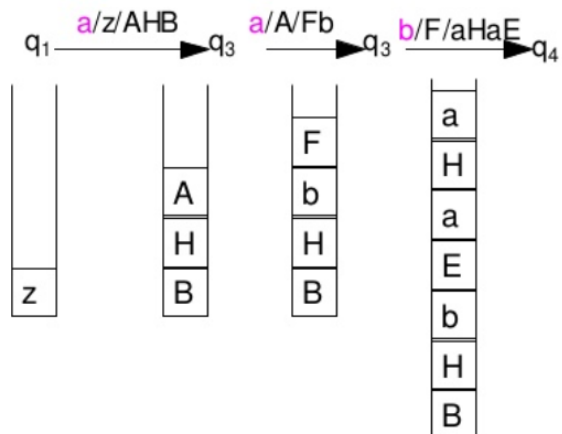 a/z/AHB a/A/Fb b/F/aHaE
q1 q3 q3 q4
a
F H
A b a
H H E
z B B b
H
B